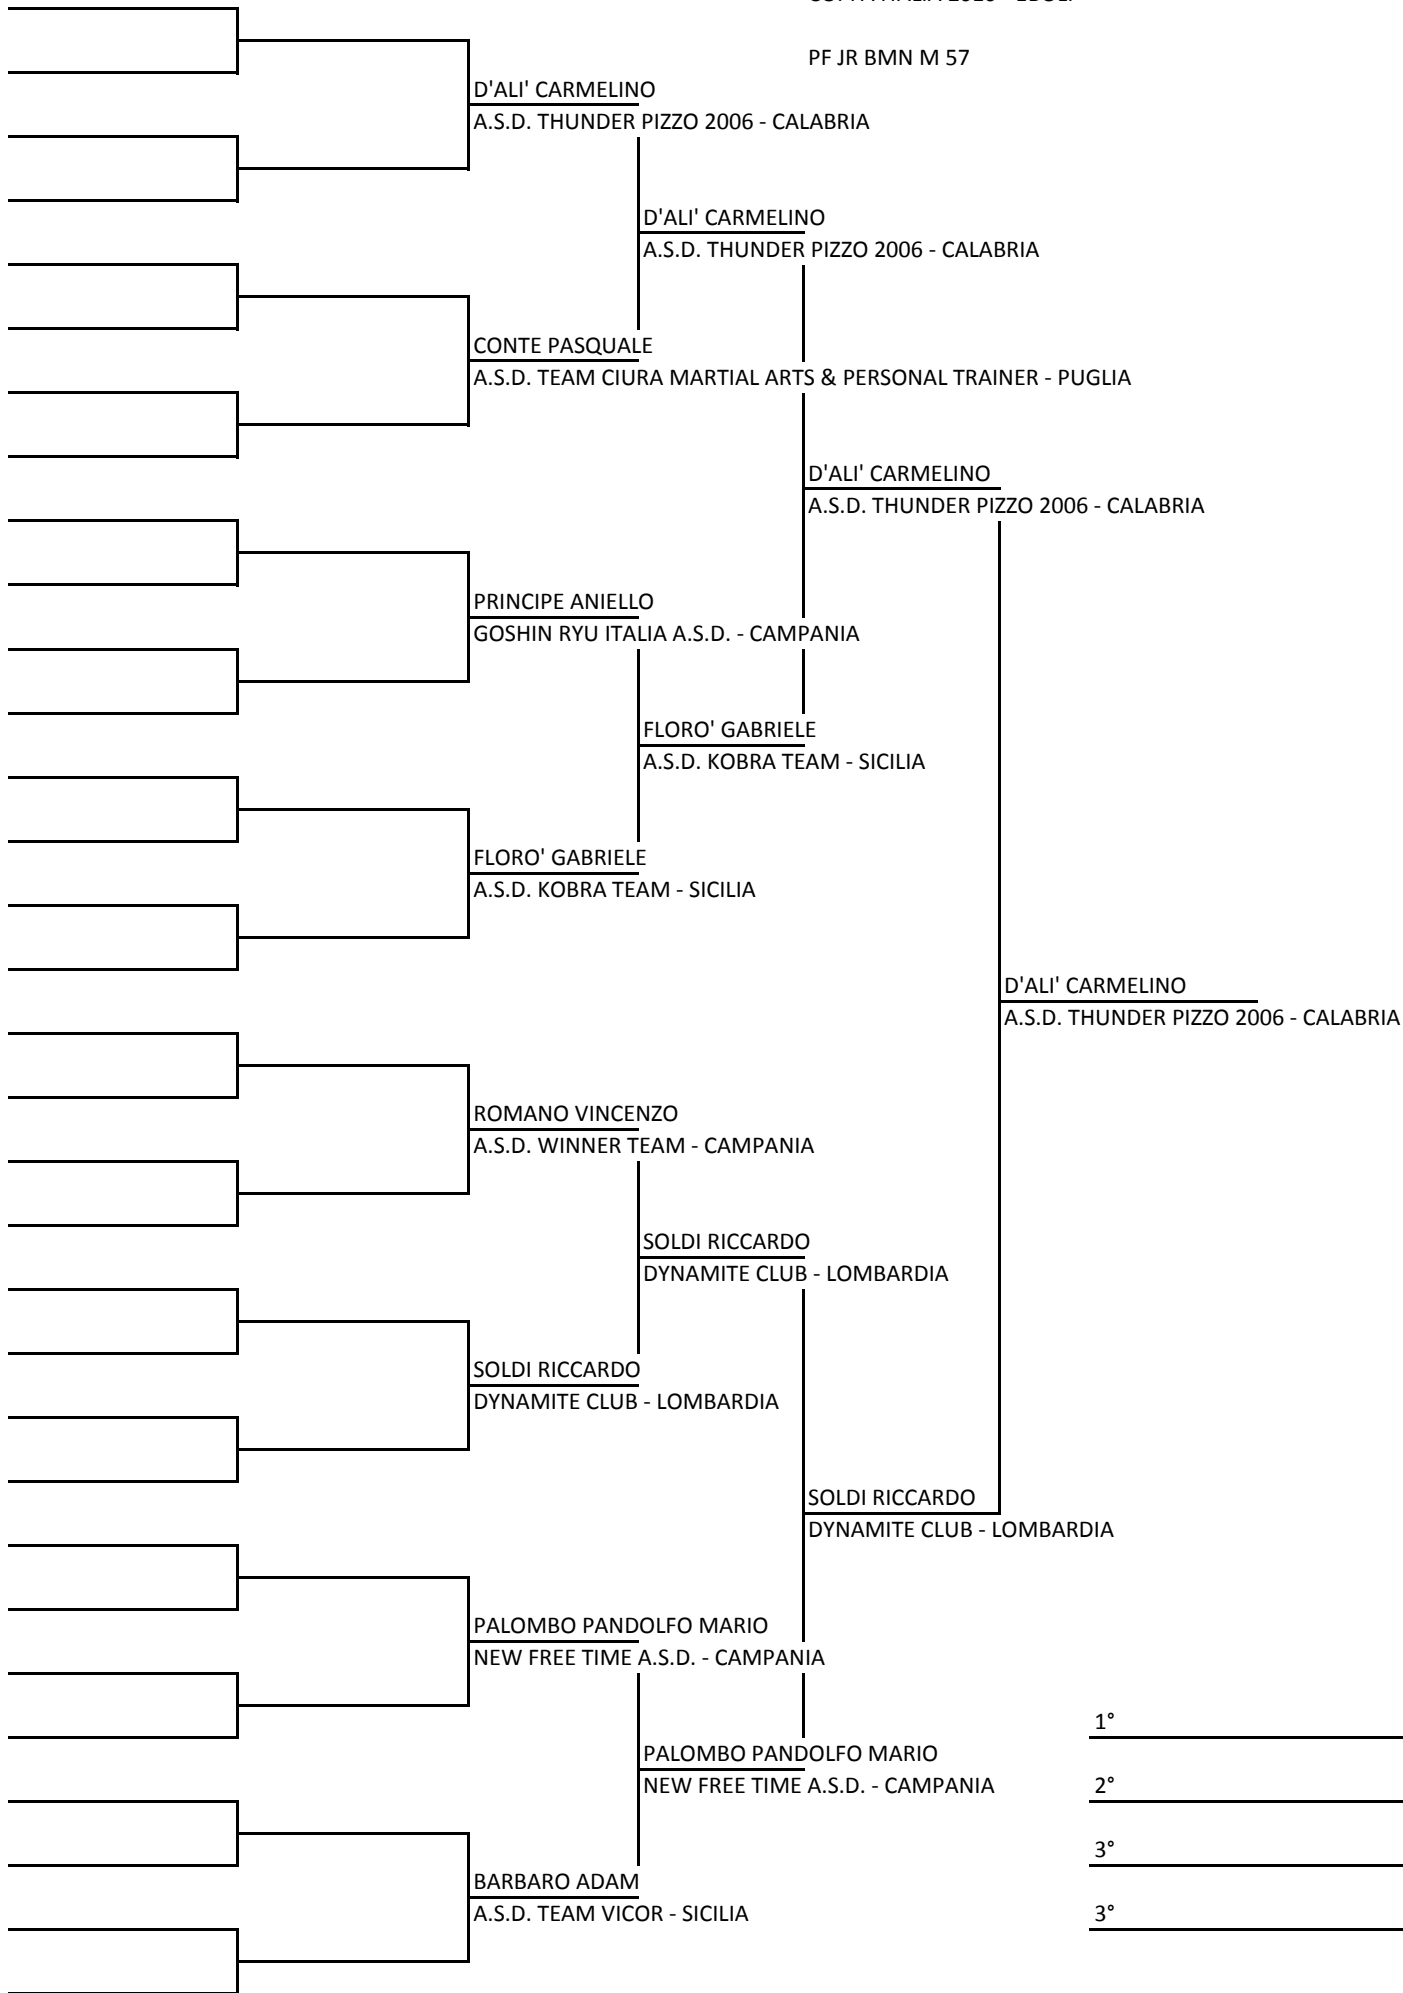 PF JR BMN M 57
D'ALI' CARMELINO
A.S.D. THUNDER PIZZO 2006 - CALABRIA
D'ALI' CARMELINO
A.S.D. THUNDER PIZZO 2006 - CALABRIA
CONTE PASQUALE
A.S.D. TEAM CIURA MARTIAL ARTS & PERSONAL TRAINER - PUGLIA
D'ALI' CARMELINO
A.S.D. THUNDER PIZZO 2006 - CALABRIA
PRINCIPE ANIELLO
GOSHIN RYU ITALIA A.S.D. - CAMPANIA
FLORO' GABRIELE
A.S.D. KOBRA TEAM - SICILIA
FLORO' GABRIELE
A.S.D. KOBRA TEAM - SICILIA
D'ALI' CARMELINO
A.S.D. THUNDER PIZZO 2006 - CALABRIA
ROMANO VINCENZO
A.S.D. WINNER TEAM - CAMPANIA
SOLDI RICCARDO
DYNAMITE CLUB - LOMBARDIA
SOLDI RICCARDO
DYNAMITE CLUB - LOMBARDIA
SOLDI RICCARDO
DYNAMITE CLUB - LOMBARDIA
PALOMBO PANDOLFO MARIO
NEW FREE TIME A.S.D. - CAMPANIA
1°
PALOMBO PANDOLFO MARIO
NEW FREE TIME A.S.D. - CAMPANIA
2°
3°
BARBARO ADAM
A.S.D. TEAM VICOR - SICILIA
3°